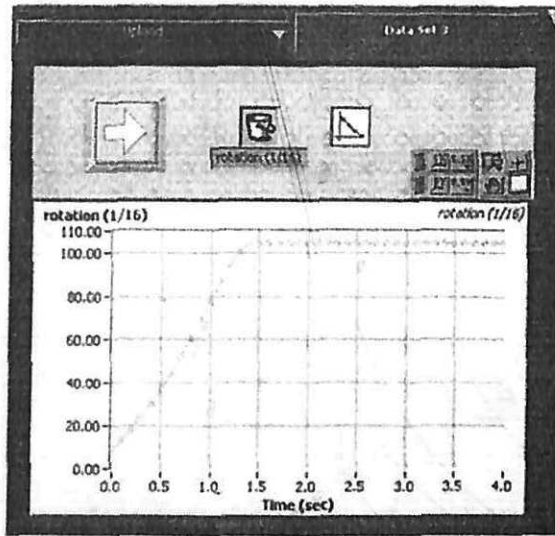 Upload
Data Set 3
rotation (1/16)
rotation (1/16)
rotation (1/16)
110.00
100.00
80.00
60.00
40.00
20.00
0.00
0.0 0.5 1.0 1.5 2.0 2.5 3.0 3.5 4.0
Time (sec)